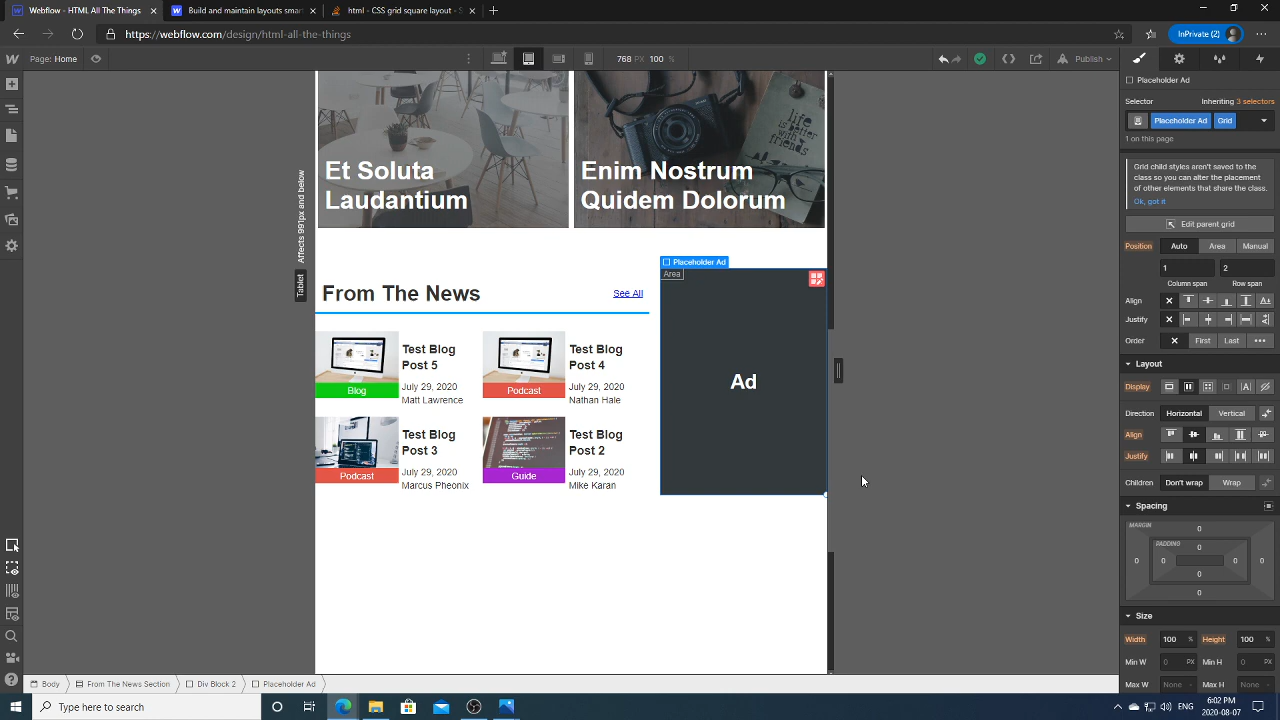 Webflow - HTML All The Things
Build and maintain layouts smart
html - CSS grid square layout - S
https://webflow.com/design/html-all-the-things
InPrivate (2)
Page: Home
768 PX 100 %
Publish
Et Soluta
Laudantium
life is
better with
friends
Enim Nostrum
Quidem Dolorum
Affects 991px and below
Tablet
From The News
See All
Test Blog
Post 5
July 29, 2020
Matt Lawrence
Blog
Test Blog
Post 4
July 29, 2020
Nathan Hale
Podcast
Test Blog
Post 3
July 29, 2020
Marcus Pheonix
Podcast
Test Blog
Post 2
July 29, 2020
Mike Karan
Guide
Placeholder Ad
Area
Ad
Placeholder Ad
Selector
Inheriting 3 selectors
Placeholder Ad Grid
1 on this page
Grid child styles aren't saved to the
class so you can alter the placement
of other elements that share the class.
Ok, got it
Edit parent grid
Position Auto Area Manual
1 2
Column span Row span
Align
Justify
Order First Last
Layout
Display
Direction Horizontal Vertical
Align
Justify
Children Don't wrap Wrap
Spacing
MARGIN
0
PADDING
0
0 0 0 0
0
0
Size
Width 100 % Height 100 %
Min W 0 PX Min H 0 PX
Max W None - Max H None -
Body From The News Section Div Block 2 Placeholder Ad
Type here to search
ENG
6:02 PM
2020-08-07